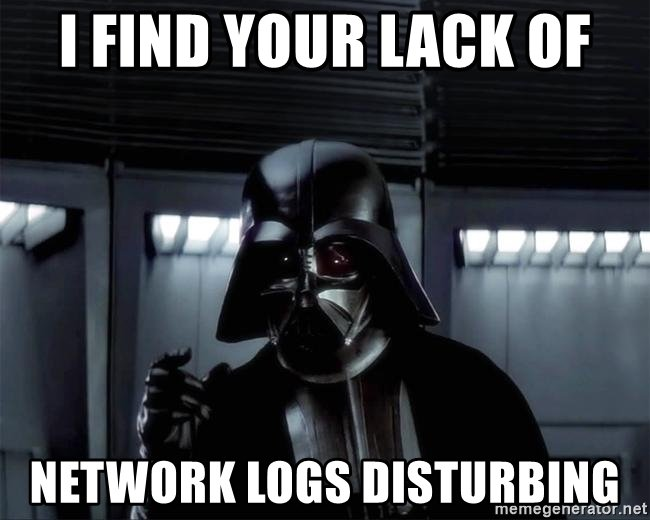 I FIND YOUR LACK OF
NETWORK LOGS DISTURBING
memegenerator.net